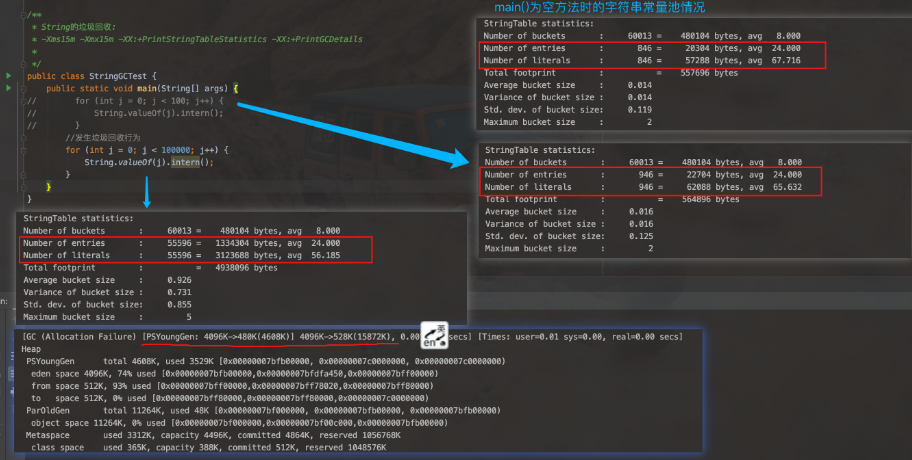 main()为空方法时的字符串常量池情况
/**
* String的垃圾回收:
* -Xms15m -Xmx15m -XX:+PrintStringTableStatistics -XX:+PrintGCDetails
*
*/
public class StringGCTest {
public static void main(String[] args) {
// for (int j = 0; j < 100; j++) {
// String.valueOf(j).intern();
// }
//发生垃圾回收行为
for (int j = 0; j < 100000; j++) {
String.valueOf(j).intern();
}
}
}
StringTable statistics:
Number of buckets : 60013 = 480104 bytes, avg 8.000
Number of entries : 846 = 20304 bytes, avg 24.000
Number of literals : 846 = 57288 bytes, avg 67.716
Total footprint : = 557696 bytes
Average bucket size : 0.014
Variance of bucket size : 0.014
Std. dev. of bucket size: 0.119
Maximum bucket size : 2
StringTable statistics:
Number of buckets : 60013 = 480104 bytes, avg 8.000
Number of entries : 946 = 22704 bytes, avg 24.000
Number of literals : 946 = 62088 bytes, avg 65.632
Total footprint : = 564896 bytes
Average bucket size : 0.016
Variance of bucket size : 0.016
Std. dev. of bucket size: 0.125
Maximum bucket size : 2
StringTable statistics:
Number of buckets : 60013 = 480104 bytes, avg 8.000
Number of entries : 55596 = 1334304 bytes, avg 24.000
Number of literals : 55596 = 3123688 bytes, avg 56.185
Total footprint : = 4938096 bytes
Average bucket size : 0.926
Variance of bucket size : 0.731
Std. dev. of bucket size: 0.855
Maximum bucket size : 5
英
en
[GC (Allocation Failure) [PSYoungGen: 4096K->480K(4608K)] 4096K->528K(15872K), 0.00 secs] [Times: user=0.01 sys=0.00, real=0.00 secs]
Heap
PSYoungGen total 4608K, used 3529K [0x00000007bfb00000, 0x00000007c0000000, 0x00000007c0000000)
eden space 4096K, 74% used [0x00000007bfb00000,0x00000007bfdfa450,0x00000007bff00000)
from space 512K, 93% used [0x00000007bff00000,0x00000007bff78020,0x00000007bff80000)
to space 512K, 0% used [0x00000007bff80000,0x00000007bff80000,0x00000007c0000000)
ParOldGen total 11264K, used 48K [0x00000007bf000000, 0x00000007bfb00000, 0x00000007bfb00000)
object space 11264K, 0% used [0x00000007bf000000,0x00000007bf00c000,0x00000007bfb00000)
Metaspace used 3312K, capacity 4496K, committed 4864K, reserved 1056768K
class space used 365K, capacity 388K, committed 512K, reserved 1048576K